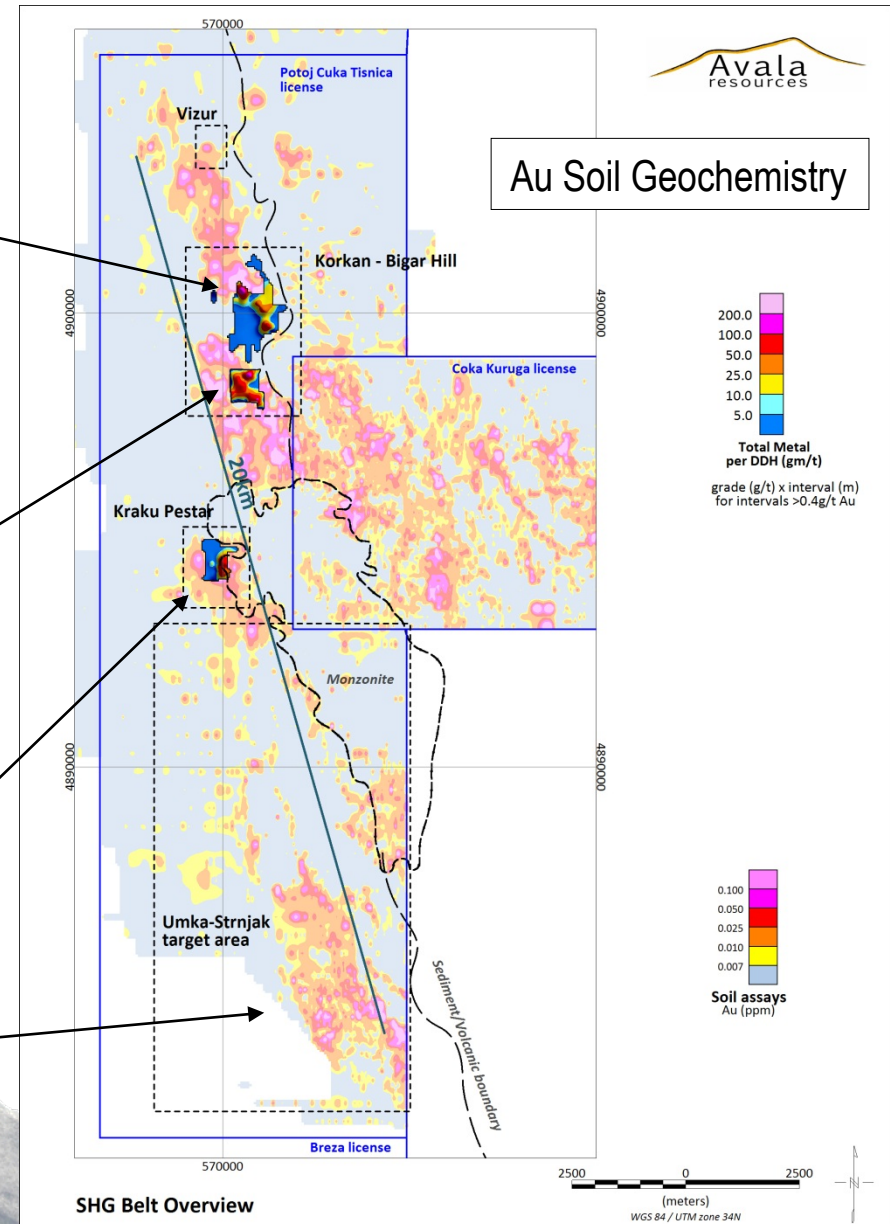 570000
Avala
resources
Au Soil Geochemistry
Potoj Cuka Tisnica
license
Vizur
Korkan - Bigar Hill
4900000
4900000
Coka Kuruga license
200.0
100.0
50.0
25.0
10.0
5.0
Total Metal
per DDH (gm/t)
grade (g/t) x interval (m)
for intervals >0.4g/t Au
20km
Kraku Pestar
Monzonite
4890000
4890000
Umka-Strnjak
target area
0.100
0.050
0.025
0.010
0.007
Soil assays
Au (ppm)
Sediment/Volcanic boundary
Breza license
570000
SHG Belt Overview
2500
0
2500
(meters)
WGS 84 / UTM zone 34N
N